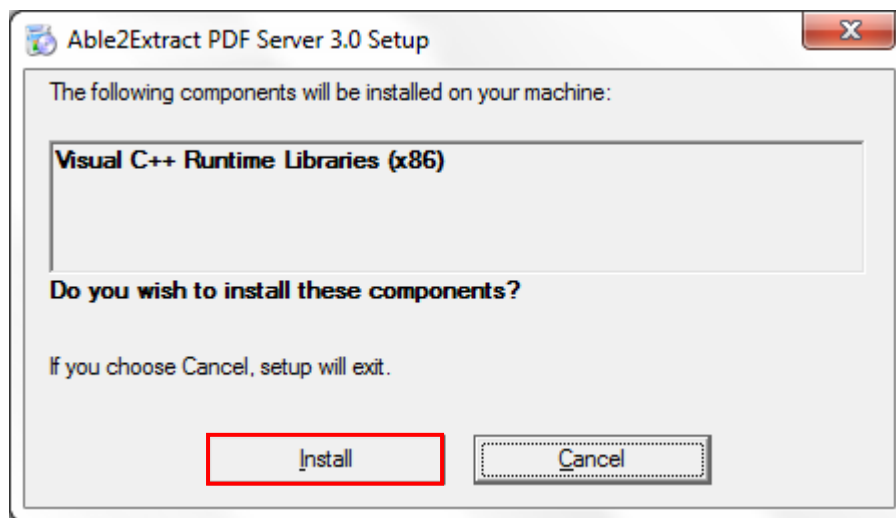 Able2Extract PDF Server 3.0 Setup
The following components will be installed on your machine:
Visual C++ Runtime Libraries (x86)
Do you wish to install these components?
If you choose Cancel, setup will exit.
Install
Cancel